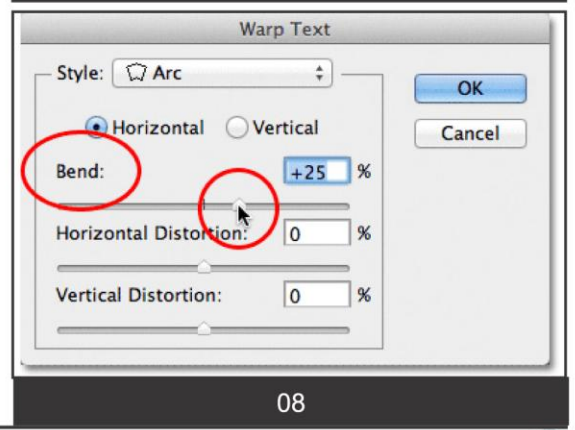 Warp Text
Style: Arc
OK
Horizontal Vertical
Cancel
Bend: +25 %
Horizontal Distortion: 0 %
Vertical Distortion: 0 %
08